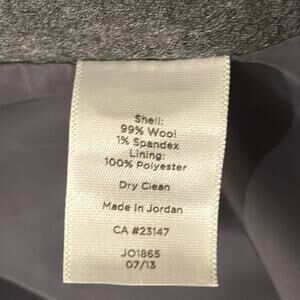 Shell:
99% Wool
1% Spandex
Lining:
100% Polyester
Dry Clean
Made in Jordan
CA #23147
JO1865
07/13